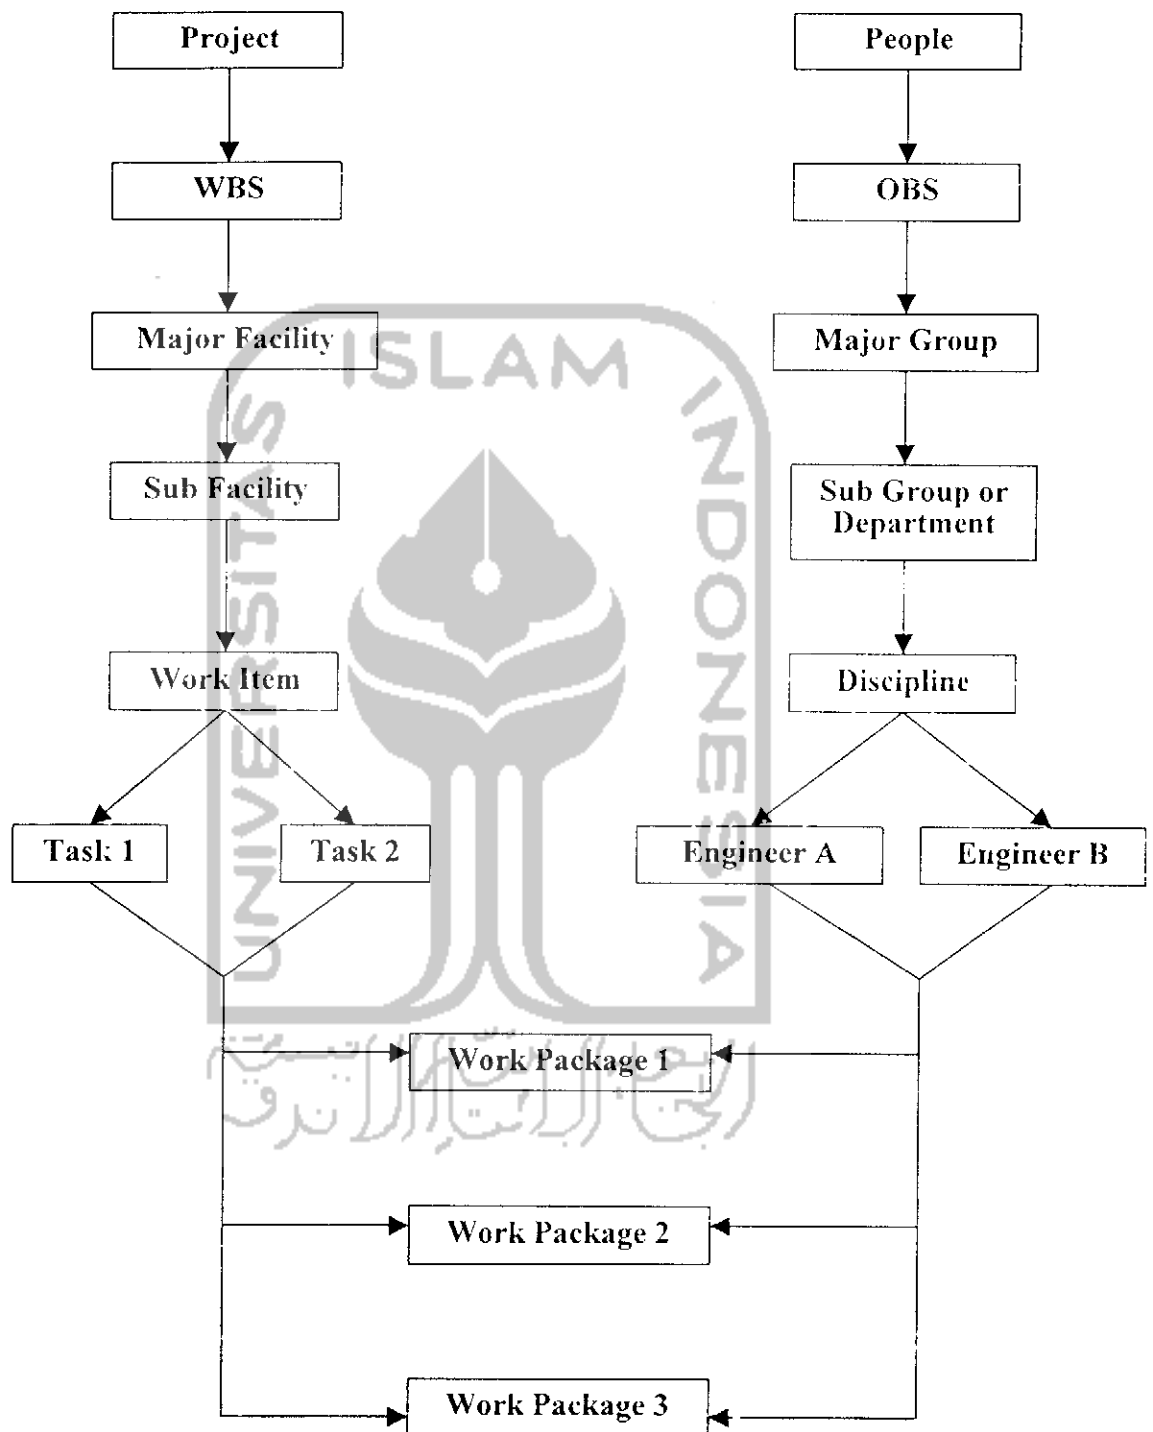 Project
People
WBS
OBS
Major Facility
Major Group
Sub Facility
Sub Group or
Department
Work Item
Discipline
Task 1
Task 2
Engineer A
Engineer B
Work Package 1
Work Package 2
Work Package 3
UNIVERSITAS
ISLAM
INDONESIA